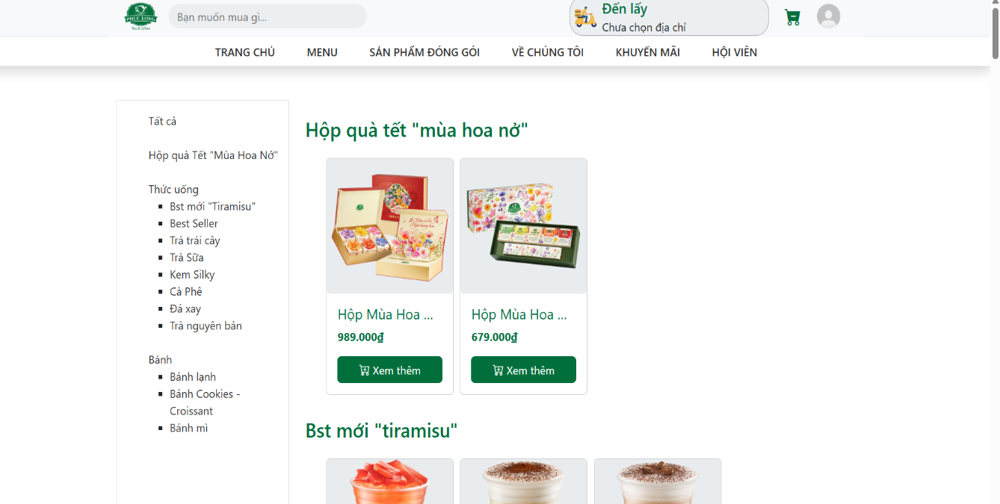 PHUC LONG
Tea & Coffee
Bạn muốn mua gì...
Đến lấy
Chưa chọn địa chỉ
TRANG CHỦ MENU SẢN PHẨM ĐÓNG GÓI VỀ CHÚNG TÔI KHUYẾN MÃI HỘI VIÊN
Tất cả
Hộp quà Tết "Mùa Hoa Nở"
Thức uống
Bst mới "Tiramisu"
Best Seller
Trà trái cây
Trà Sữa
Kem Silky
Cà Phê
Đá xay
Trà nguyên bản
Bánh
Bánh lạnh
Bánh Cookies -
Croissant
Bánh mì
Hộp quà tết "mùa hoa nở"
Hộp Mùa Hoa ...
989.000₫
Xem thêm
Hộp Mùa Hoa ...
679.000₫
Xem thêm
Bst mới "tiramisu"